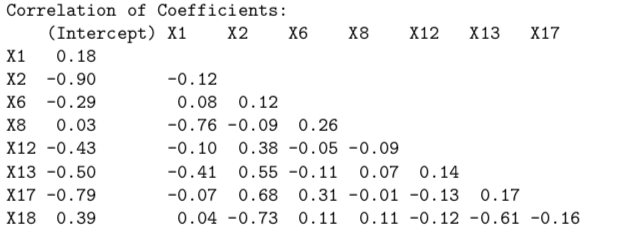 Correlation of Coefficients:
(Intercept) X1 X2 X6 X8 X12 X13 X17
X1 0.18
X2 -0.90 -0.12
X6 -0.29 0.08 0.12
X8 0.03 -0.76 -0.09 0.26
X12 -0.43 -0.10 0.38 -0.05 -0.09
X13 -0.50 -0.41 0.55 -0.11 0.07 0.14
X17 -0.79 -0.07 0.68 0.31 -0.01 -0.13 0.17
X18 0.39 0.04 -0.73 0.11 0.11 -0.12 -0.61 -0.16